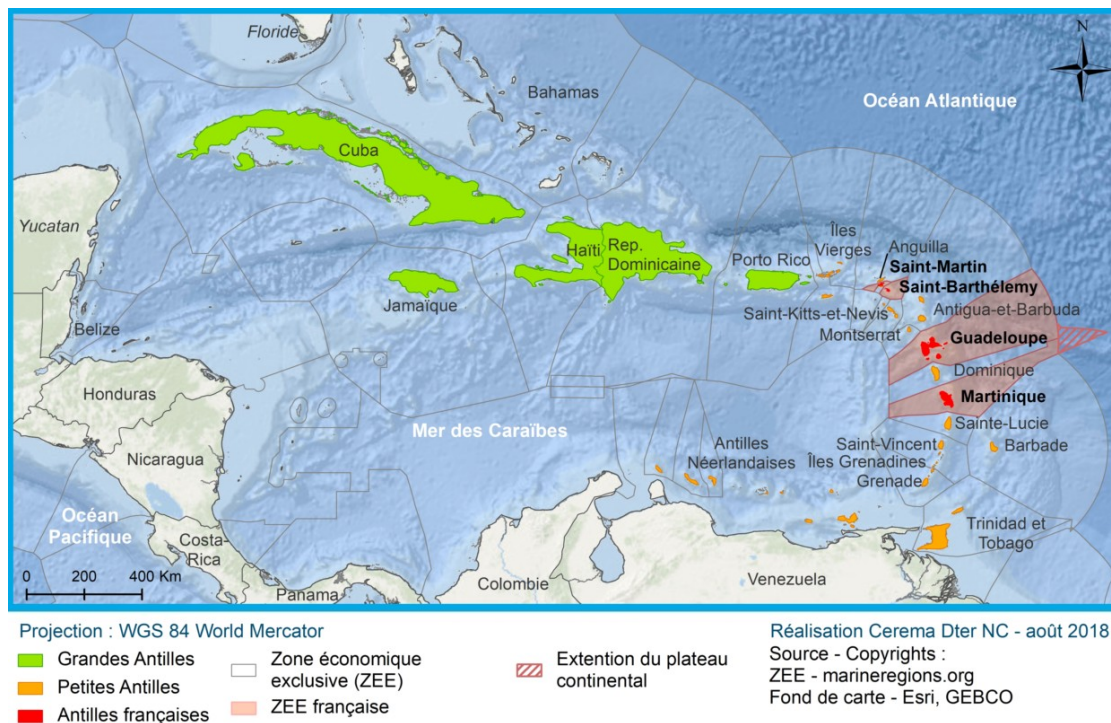 N
Floride
Bahamas
Océan Atlantique
Cuba
Yucatan
Îles
Vierges
Anguilla
Haïti
Rep.
Dominicaine
Porto Rico
Saint-Martin
Saint-Barthélemy
Jamaïque
Saint-Kitts-et-Nevis
Antigua-et-Barbuda
Belize
Montserrat
Guadeloupe
Dominique
Honduras
Martinique
Mer des Caraïbes
Sainte-Lucie
Antilles
Néerlandaises
Saint-Vincent
Barbade
Îles Grenadines
Nicaragua
Grenade
Océan
Pacifique
Trinidad et
Tobago
Costa-
Rica
0 200 400 Km
Panama
Colombie
Venezuela
Projection : WGS 84 World Mercator
Grandes Antilles
Petites Antilles
Antilles françaises
Zone économique
exclusive (ZEE)
ZEE française
Extention du plateau
continental
Réalisation Cerema Dter NC - août 2018
Source - Copyrights :
ZEE - marineregions.org
Fond de carte - Esri, GEBCO